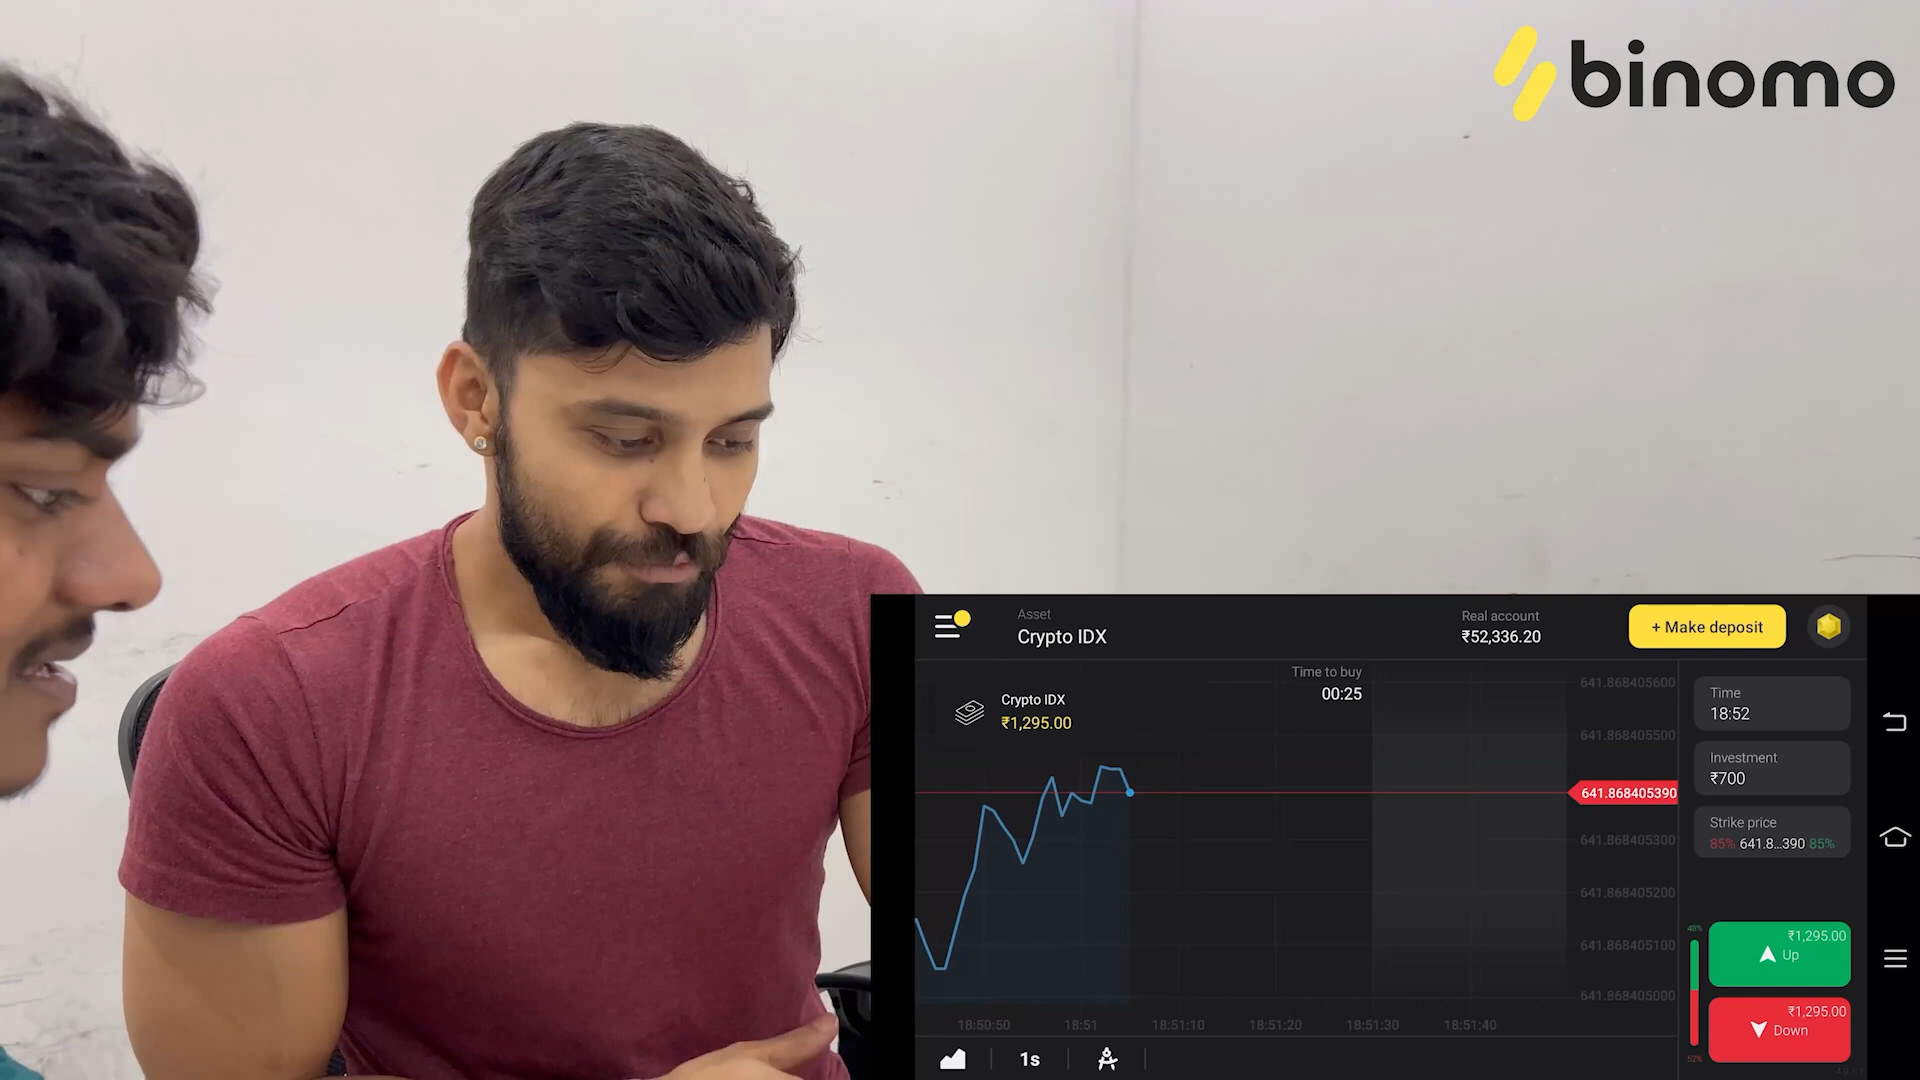 binomo
Asset
Crypto IDX
Real account
₹52,336.20
+ Make deposit
Time to buy
00:25
Crypto IDX
₹1,295.00
641.868405600
641.868405500
641.868405390
641.868405300
641.868405200
641.868405100
641.868405000
Time
18:52
Investment
₹700
Strike price
85% 641.8...390 85%
48%
₹1,295.00
Up
₹1,295.00
Down
52%
18:50:50 18:51 18:51:10 18:51:20 18:51:30 18:51:40
1s